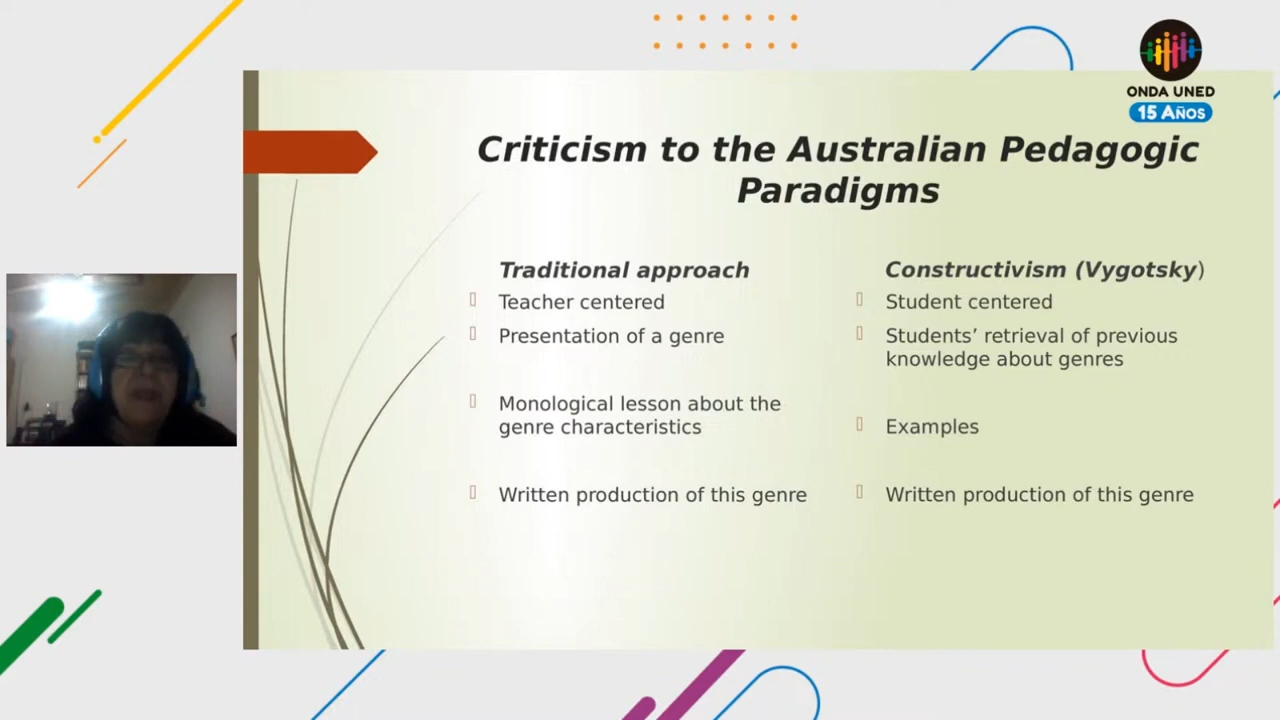 ONDA UNED
15 AÑOS
Criticism to the Australian Pedagogic
Paradigms
Traditional approach
Teacher centered
Presentation of a genre
Monological lesson about the
genre characteristics
Written production of this genre
Constructivism (Vygotsky)
Student centered
Students’ retrieval of previous
knowledge about genres
Examples
Written production of this genre